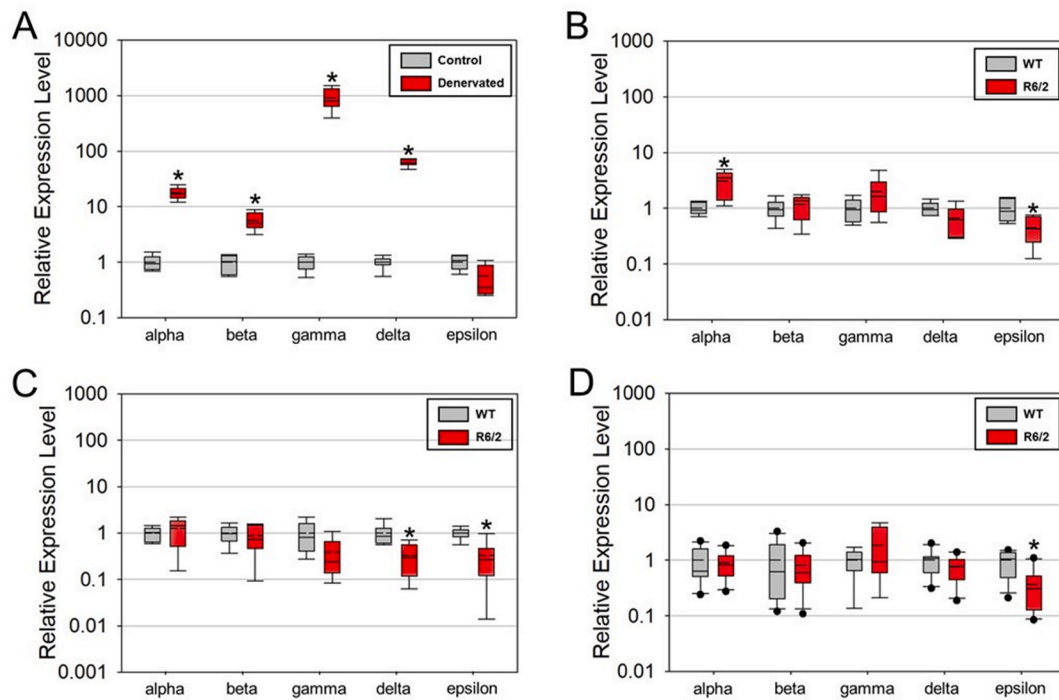 A
Relative Expression Level
10000
1000
100
10
1
0.1
Control
Denervated
*
*
*
*
alpha
beta
gamma
delta
epsilon
B
Relative Expression Level
1000
100
10
1
0.1
0.01
WT
R6/2
*
*
alpha
beta
gamma
delta
epsilon
C
Relative Expression Level
1000
100
10
1
0.1
0.01
0.001
WT
R6/2
*
*
alpha
beta
gamma
delta
epsilon
D
Relative Expression Level
1000
100
10
1
0.1
0.01
WT
R6/2
*
alpha
beta
gamma
delta
epsilon